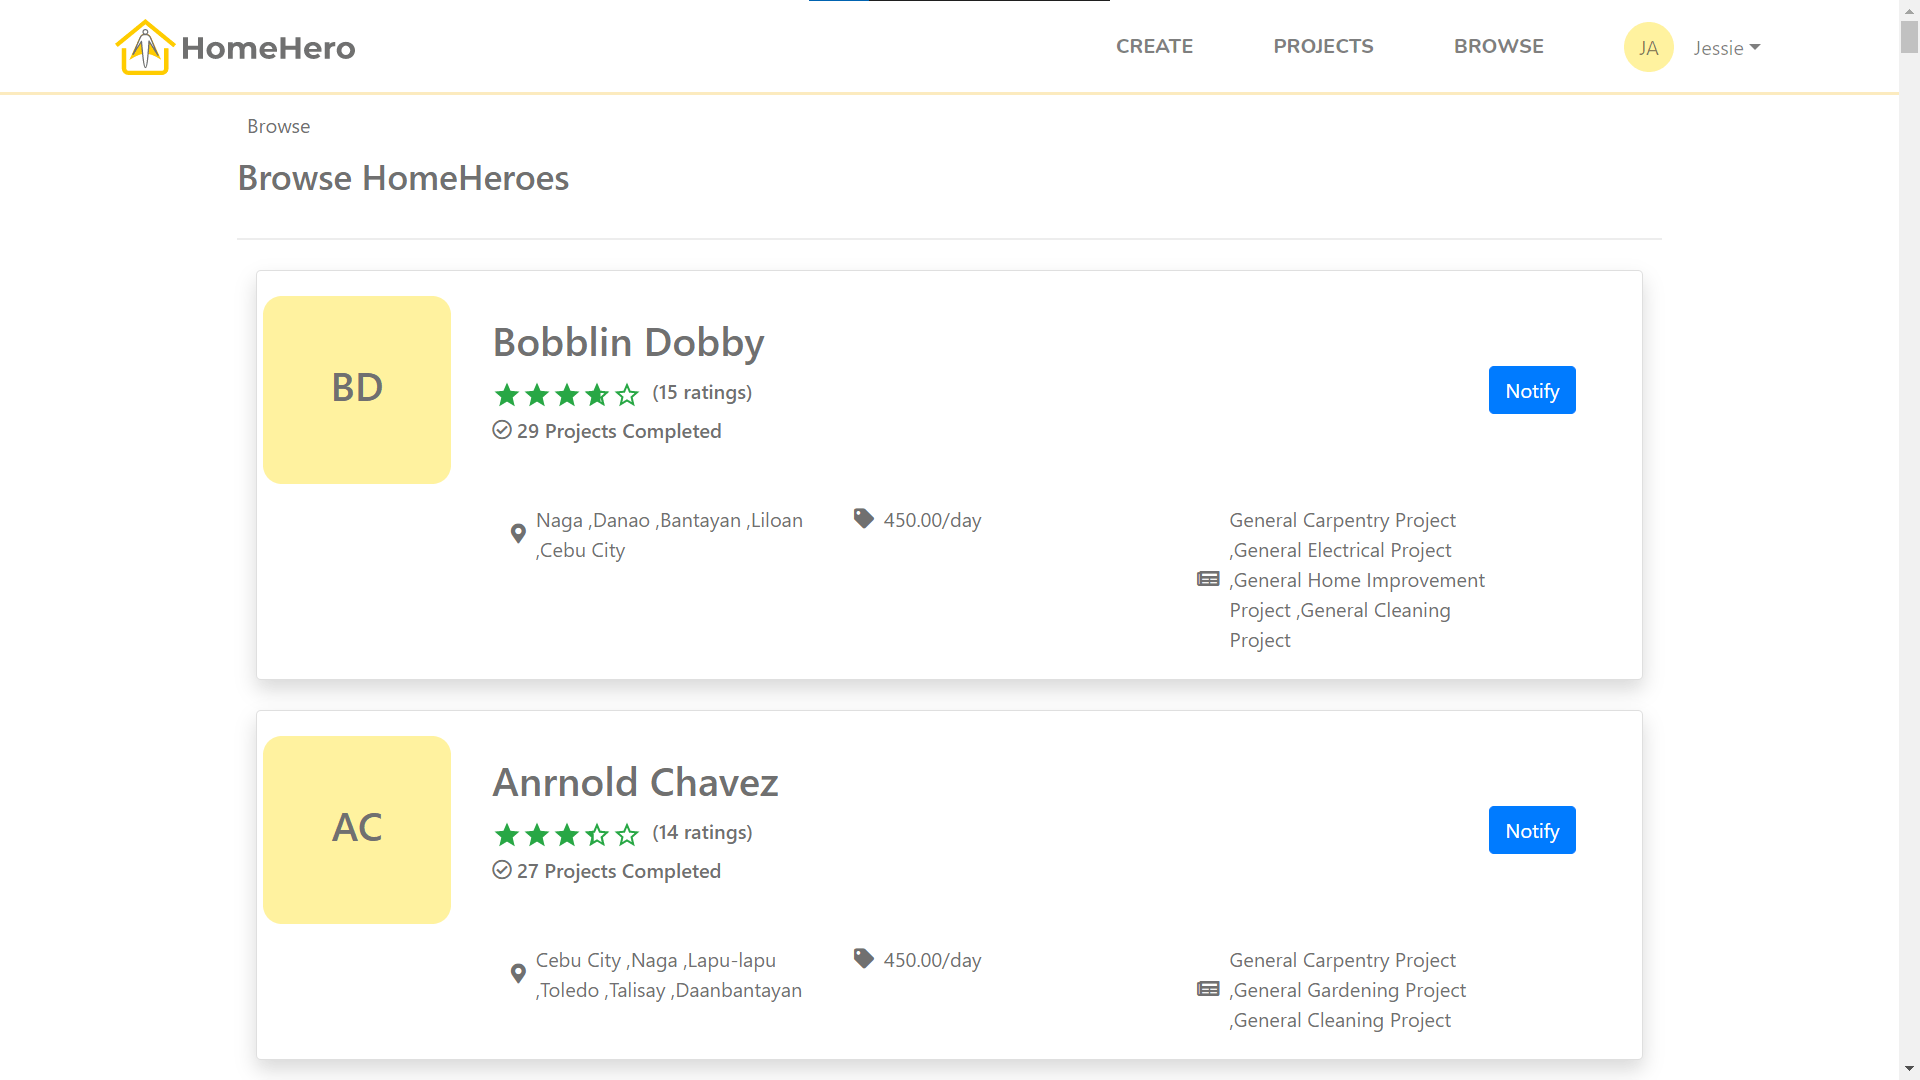 HomeHero
CREATE
PROJECTS
BROWSE
JA
Jessie
Browse
Browse HomeHeroes
BD
Bobblin Dobby
(15 ratings)
29 Projects Completed
Notify
Naga ,Danao ,Bantayan ,Liloan
,Cebu City
450.00/day
General Carpentry Project
,General Electrical Project
,General Home Improvement
Project ,General Cleaning
Project
AC
Anrnold Chavez
(14 ratings)
27 Projects Completed
Notify
Cebu City ,Naga ,Lapu-lapu
,Toledo ,Talisay ,Daanbantayan
450.00/day
General Carpentry Project
,General Gardening Project
,General Cleaning Project